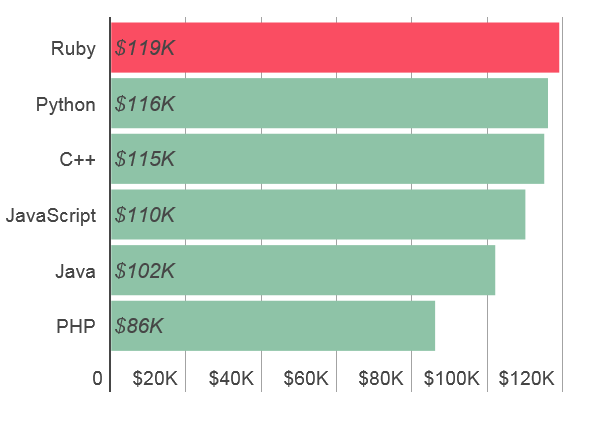 Ruby $119K
Python $116K
C++ $115K
JavaScript $110K
Java $102K
PHP $86K
0 $20K $40K $60K $80K $100K $120K